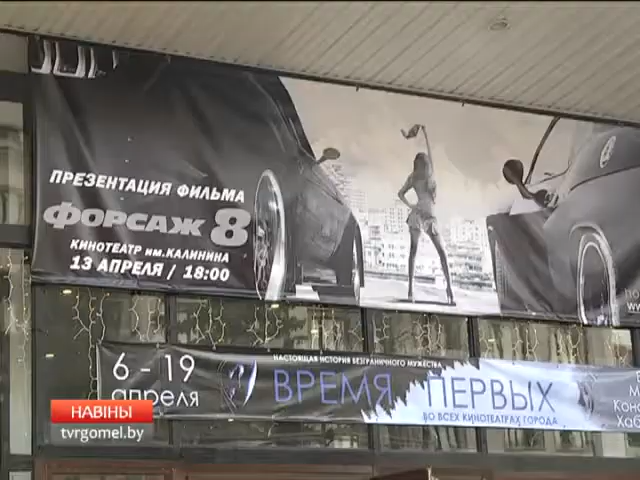 ПРЕЗЕНТАЦИЯ ФИЛЬМА
ФОРСАЖ 8
КИНОТЕАТР им.КАЛИНИНА
13 АПРЕЛЯ / 18:00
6 - 19
апреля
НАСТОЯЩАЯ ИСТОРИЯ БЕЗГРАНИЧНОГО МУЖЕСТВА
ВРЕМЯ ПЕРВЫХ
ВО ВСЕХ КИНОТЕАТРАХ ГОРОДА
НАВІНЫ
tvrgomel.by